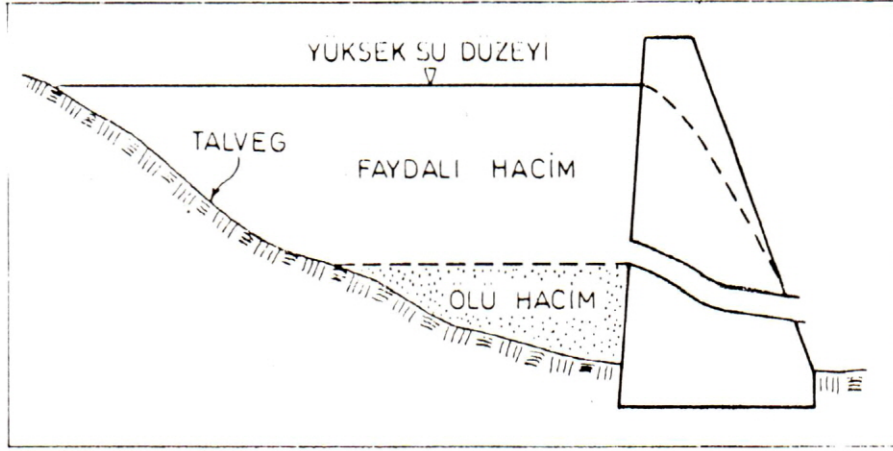 YÜKSEK SU DÜZEYİ
TALVEG
FAYDALI HACİM
ÖLÜ HACİM